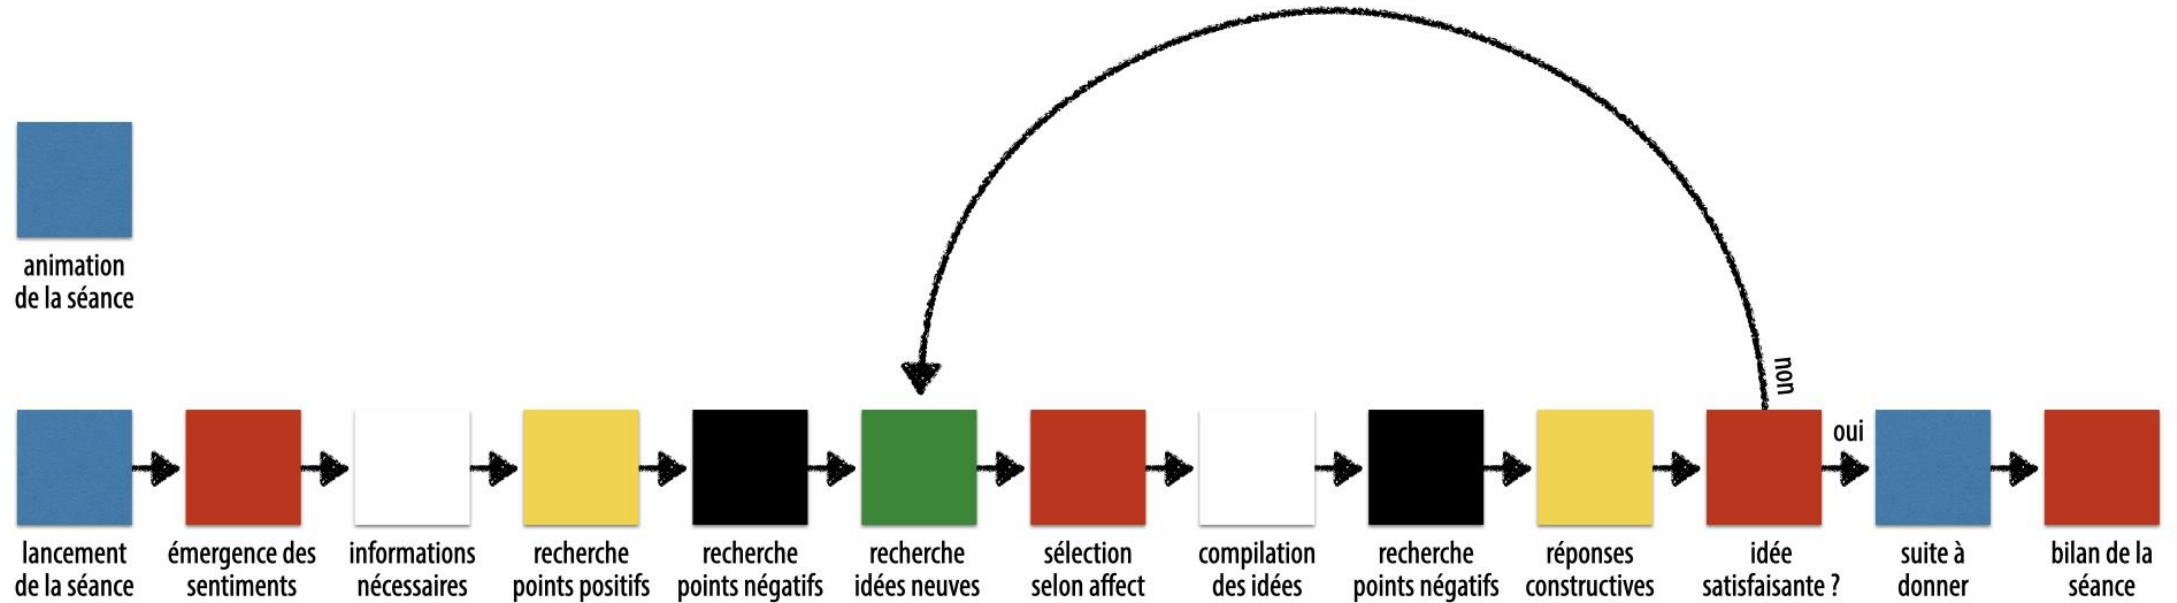 animation
de la séance
non
oui
lancement
de la séance
émergence des
sentiments
informations
nécessaires
recherche
points positifs
recherche
points négatifs
recherche
idées neuves
sélection
selon affect
compilation
des idées
recherche
points négatifs
réponses
constructives
idée
satisfaisante ?
suite à
donner
bilan de la
séance